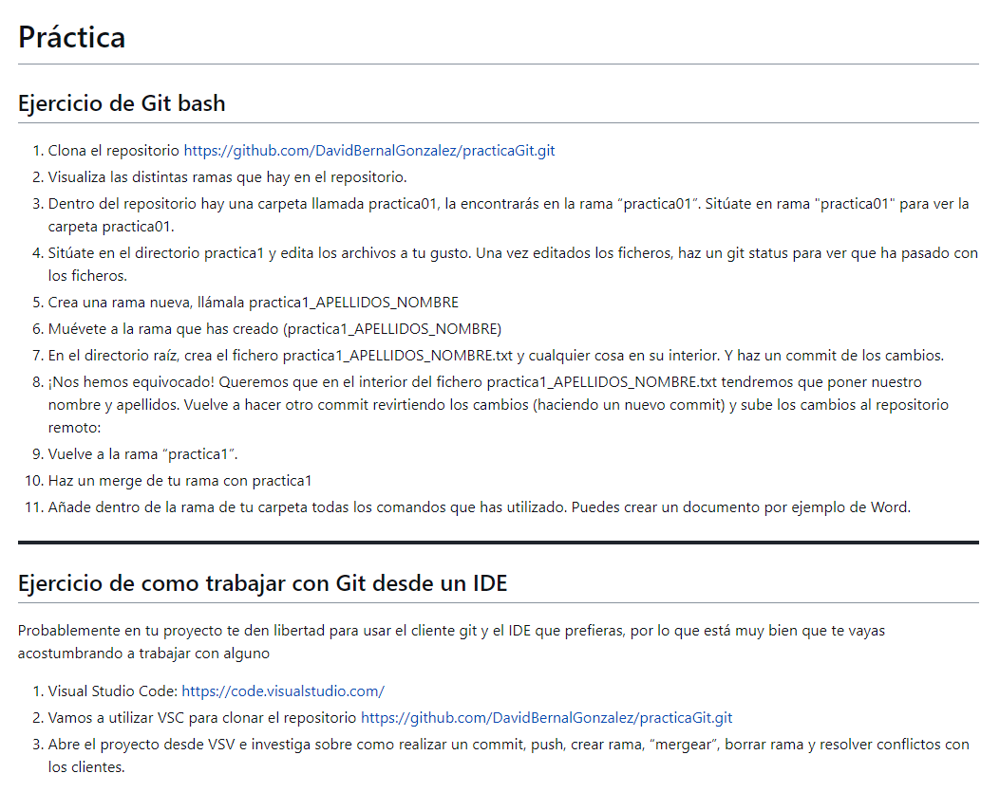 Práctica
Ejercicio de Git bash
1. Clona el repositorio https://github.com/DavidBernalGonzalez/practicaGit.git
2. Visualiza las distintas ramas que hay en el repositorio.
3. Dentro del repositorio hay una carpeta llamada practica01, la encontrarás en la rama “practica01”. Sitúate en rama "practica01" para ver la
carpeta practica01.
4. Sitúate en el directorio practica1 y edita los archivos a tu gusto. Una vez editados los ficheros, haz un git status para ver que ha pasado con
los ficheros.
5. Crea una rama nueva, llámala practica1_APELLIDOS_NOMBRE
6. Muévete a la rama que has creado (practica1_APELLIDOS_NOMBRE)
7. En el directorio raíz, crea el fichero practica1_APELLIDOS_NOMBRE.txt y cualquier cosa en su interior. Y haz un commit de los cambios.
8. ¡Nos hemos equivocado! Queremos que en el interior del fichero practica1_APELLIDOS_NOMBRE.txt tendremos que poner nuestro
nombre y apellidos. Vuelve a hacer otro commit revirtiendo los cambios (haciendo un nuevo commit) y sube los cambios al repositorio
remoto:
9. Vuelve a la rama “practica1”.
10. Haz un merge de tu rama con practica1
11. Añade dentro de la rama de tu carpeta todas los comandos que has utilizado. Puedes crear un documento por ejemplo de Word.
Ejercicio de como trabajar con Git desde un IDE
Probablemente en tu proyecto te den libertad para usar el cliente git y el IDE que prefieras, por lo que está muy bien que te vayas
acostumbrando a trabajar con alguno
1. Visual Studio Code: https://code.visualstudio.com/
2. Vamos a utilizar VSC para clonar el repositorio https://github.com/DavidBernalGonzalez/practicaGit.git
3. Abre el proyecto desde VSV e investiga sobre como realizar un commit, push, crear rama, “mergear”, borrar rama y resolver conflictos con
los clientes.